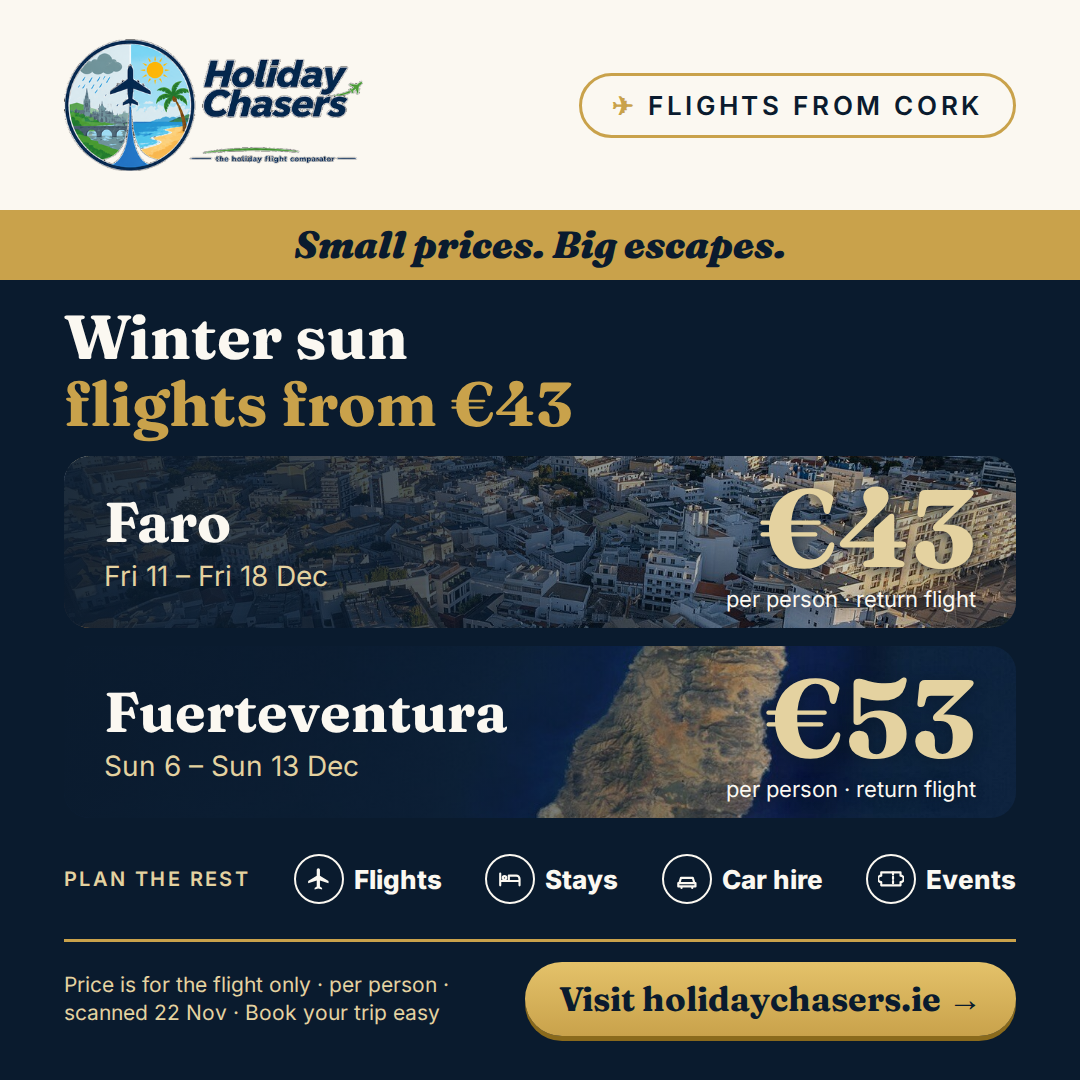 Holiday
Chasers
the holiday flight comparator
✈ FLIGHTS FROM CORK
Small prices. Big escapes.
Winter sun
flights from €43
Faro
Fri 11 – Fri 18 Dec
€43
per person · return flight
Fuerteventura
Sun 6 – Sun 13 Dec
€53
per person · return flight
PLAN THE REST Flights Stays Car hire Events
Price is for the flight only · per person ·
scanned 22 Nov · Book your trip easy
Visit holidaychasers.ie →